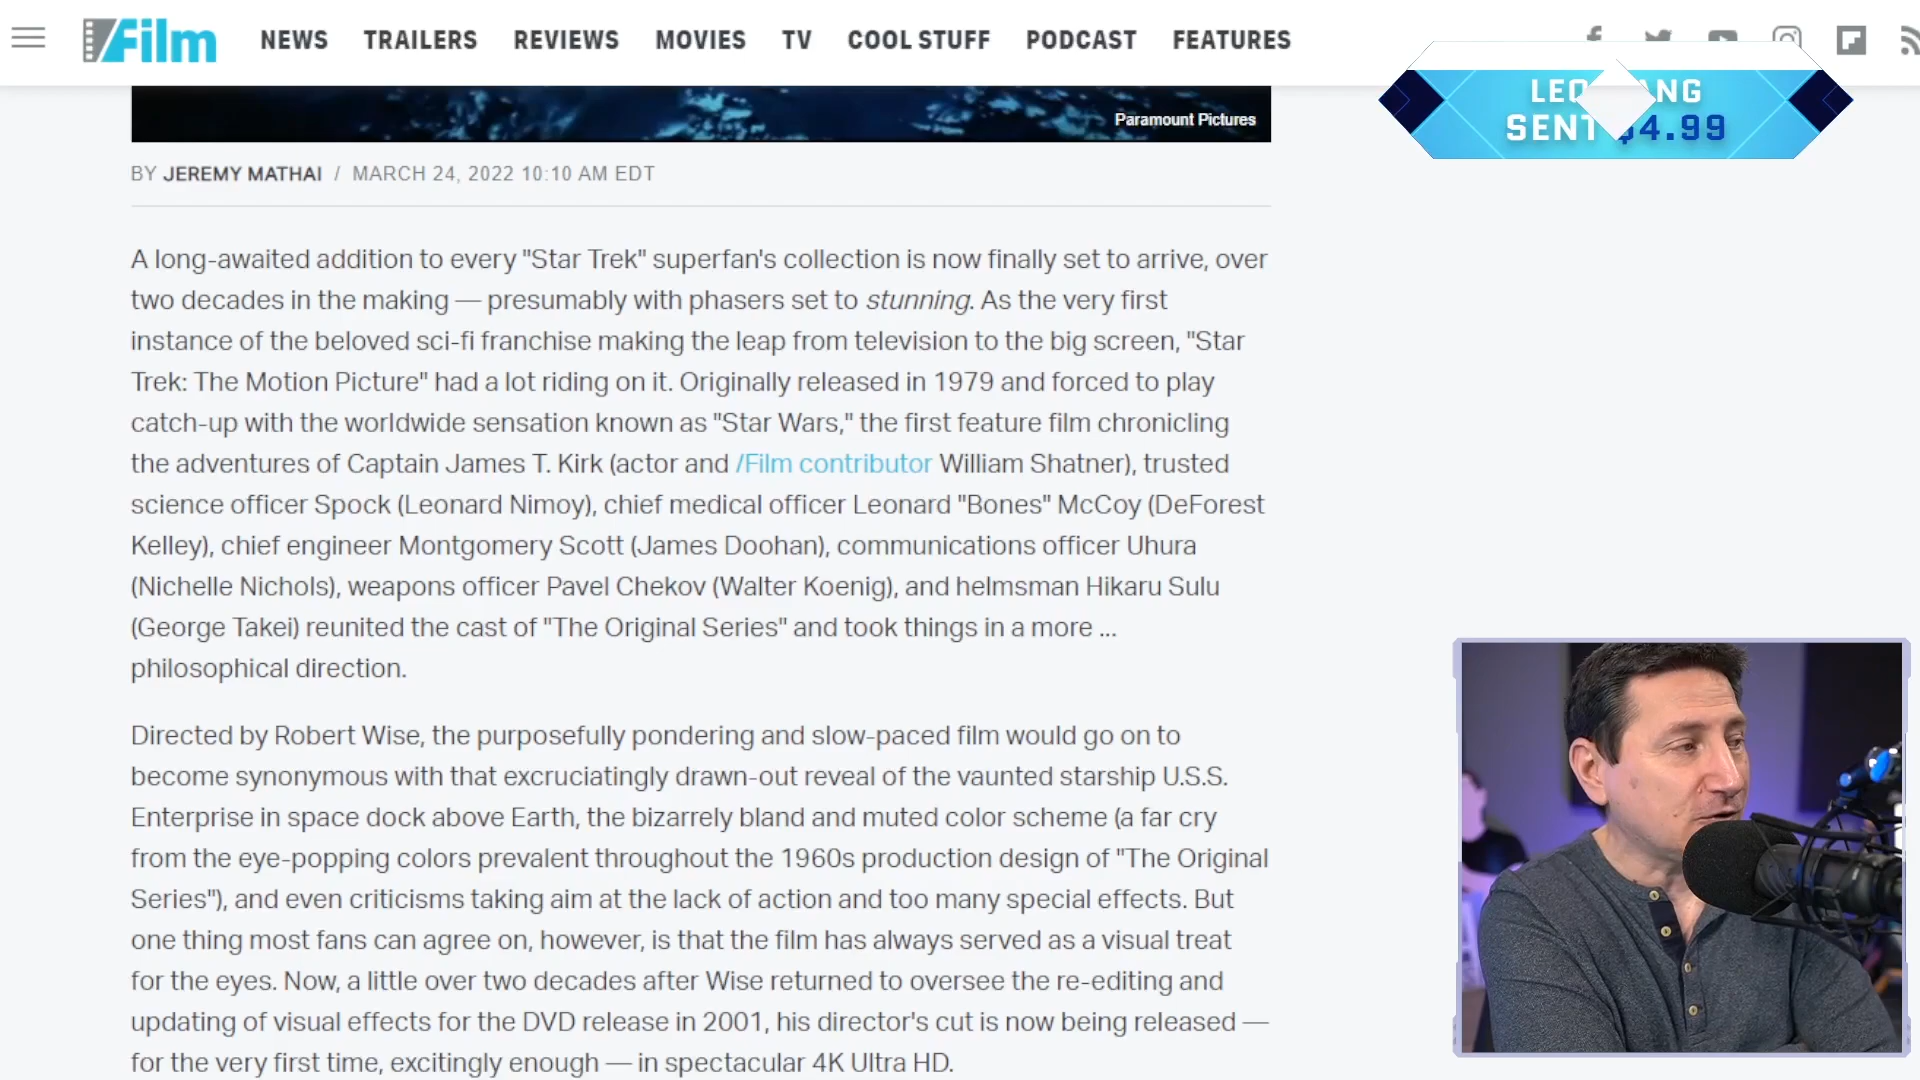 /Film
NEWS TRAILERS REVIEWS MOVIES TV COOL STUFF PODCAST FEATURES
SENT $4.99
Paramount Pictures
BY JEREMY MATHAI / MARCH 24, 2022 10:10 AM EDT
A long-awaited addition to every "Star Trek" superfan's collection is now finally set to arrive, over
two decades in the making — presumably with phasers set to stunning. As the very first
instance of the beloved sci-fi franchise making the leap from television to the big screen, "Star
Trek: The Motion Picture" had a lot riding on it. Originally released in 1979 and forced to play
catch-up with the worldwide sensation known as "Star Wars," the first feature film chronicling
the adventures of Captain James T. Kirk (actor and /Film contributor William Shatner), trusted
science officer Spock (Leonard Nimoy), chief medical officer Leonard "Bones" McCoy (DeForest
Kelley), chief engineer Montgomery Scott (James Doohan), communications officer Uhura
(Nichelle Nichols), weapons officer Pavel Chekov (Walter Koenig), and helmsman Hikaru Sulu
(George Takei) reunited the cast of "The Original Series" and took things in a more ...
philosophical direction.
Directed by Robert Wise, the purposefully pondering and slow-paced film would go on to
become synonymous with that excruciatingly drawn-out reveal of the vaunted starship U.S.S.
Enterprise in space dock above Earth, the bizarrely bland and muted color scheme (a far cry
from the eye-popping colors prevalent throughout the 1960s production design of "The Original
Series"), and even criticisms taking aim at the lack of action and too many special effects. But
one thing most fans can agree on, however, is that the film has always served as a visual treat
for the eyes. Now, a little over two decades after Wise returned to oversee the re-editing and
updating of visual effects for the DVD release in 2001, his director's cut is now being released —
for the very first time, excitingly enough — in spectacular 4K Ultra HD.